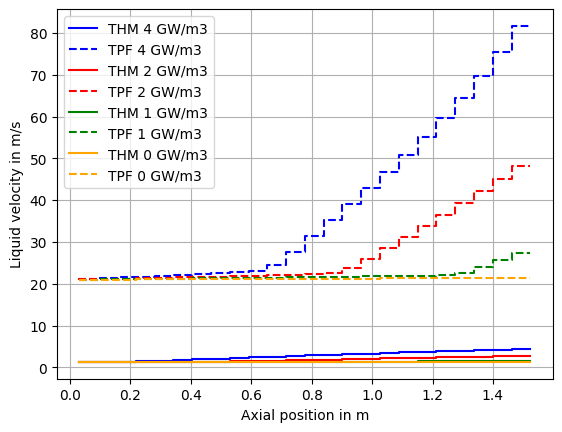 THM 4 GW/m3
TPF 4 GW/m3
THM 2 GW/m3
TPF 2 GW/m3
THM 1 GW/m3
TPF 1 GW/m3
THM 0 GW/m3
TPF 0 GW/m3
Liquid velocity in m/s
80
70
60
50
40
30
20
10
0
0.0 0.2 0.4 0.6 0.8 1.0 1.2 1.4
Axial position in m